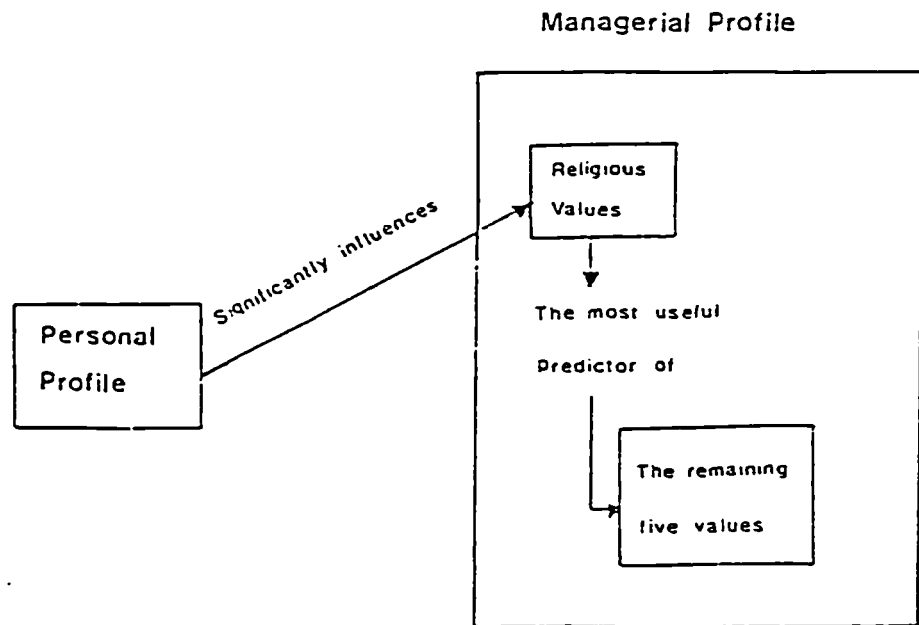 Managerial Profile
Religious
Values
Significantly influences
The most useful
Predictor of
Personal
Profile
The remaining
five values